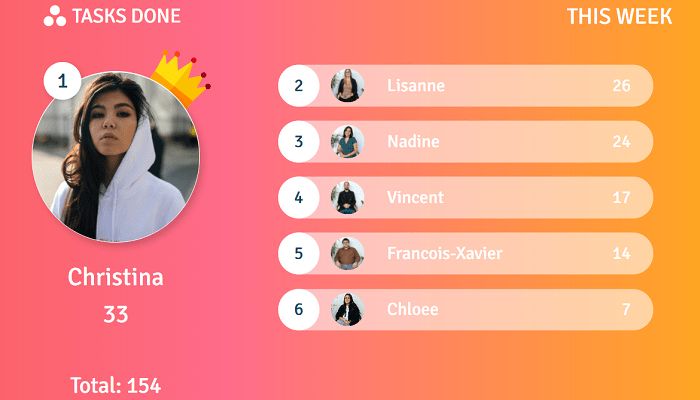 TASKS DONE
THIS WEEK
1
Christina
33
Total: 154
2 Lisanne 26
3 Nadine 24
4 Vincent 17
5 Francois-Xavier 14
6 Chloee 7